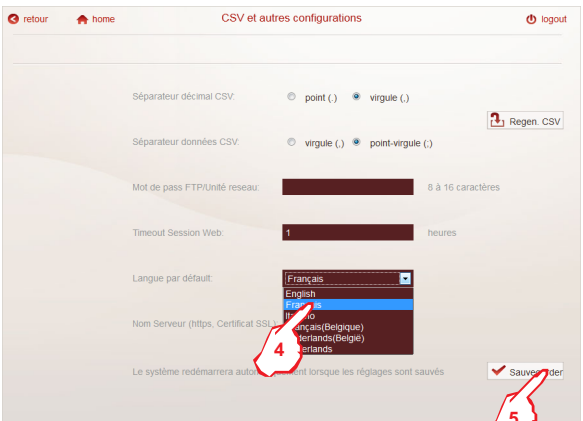 retour home CSV et autres configurations logout
Séparateur décimal CSV: point (.) virgule (,)
Regen. CSV
Séparateur données CSV: virgule (,) point-virgule (;)
Mot de pass FTP/Unité reseau: 8 à 16 caractères
Timeout Session Web: 1 heures
Langue par défault: Français
English
Nom Serveur (https, Certificat SSL)
4
Le système redémarrera lorsque les réglages sont sauvés
5